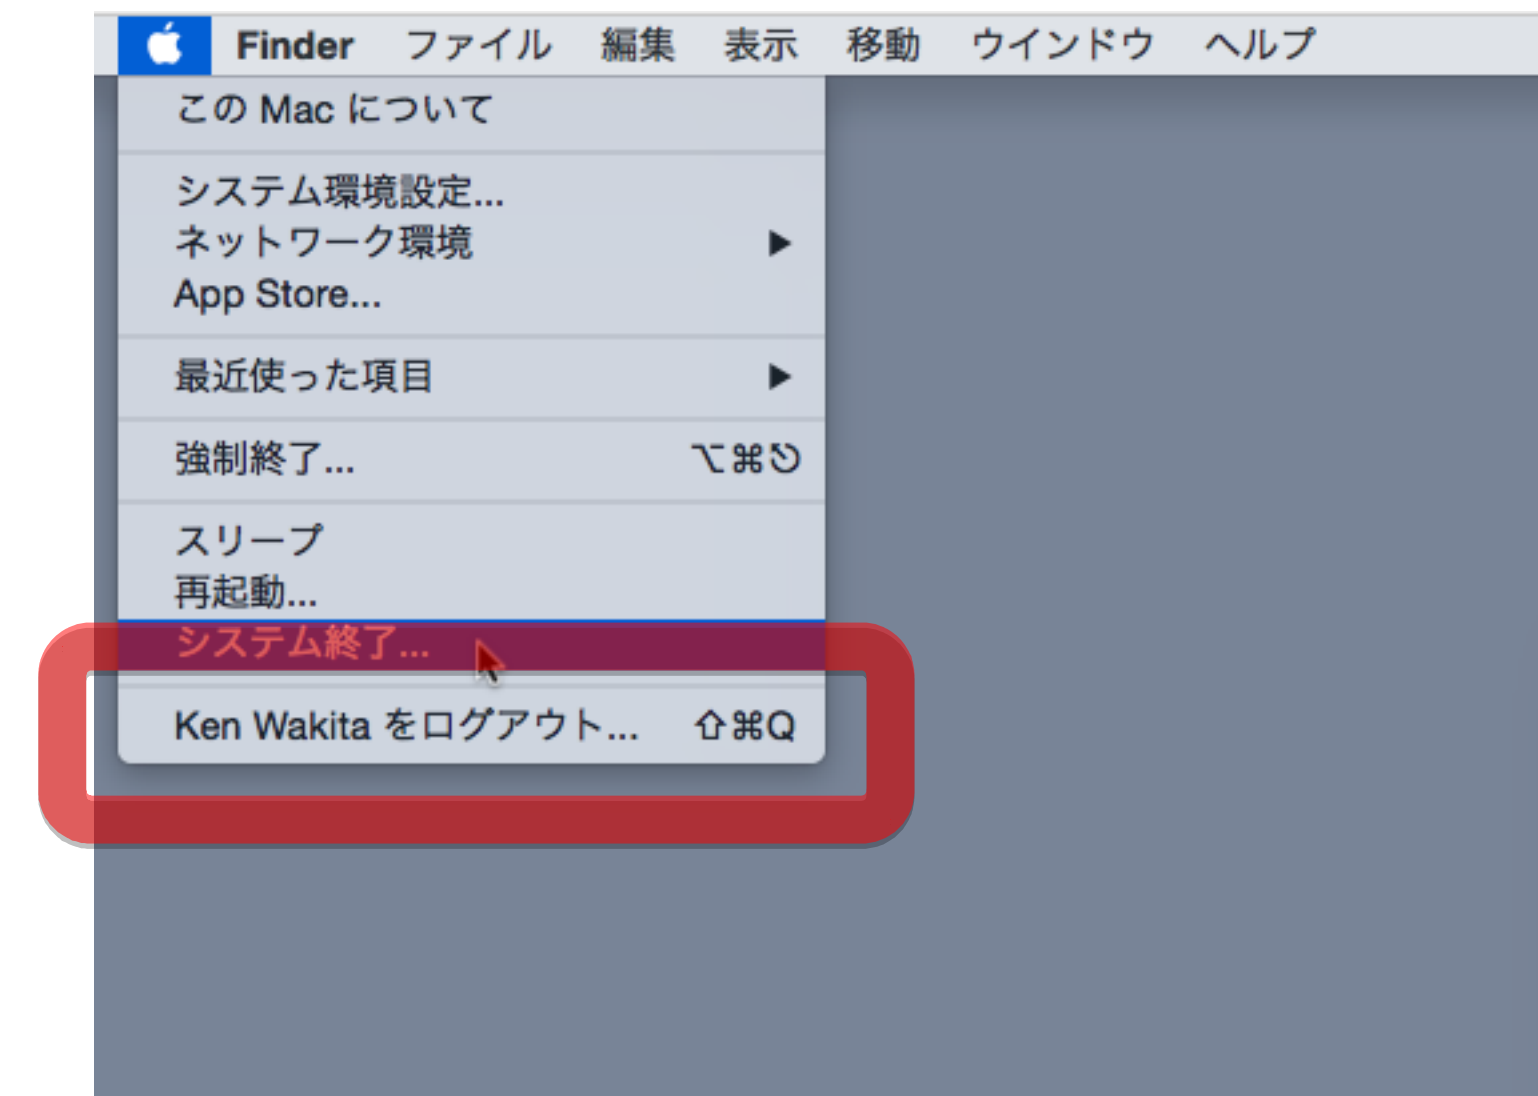 Finder ファイル 編集 表示 移動 ウインドウ ヘルプ
この Mac について
システム環境設定...
ネットワーク環境 ▶
App Store...
最近使った項目 ▶
強制終了... ⌥⌘⎋
スリープ
再起動...
システム終了...
Ken Wakita をログアウト... ⇧⌘Q